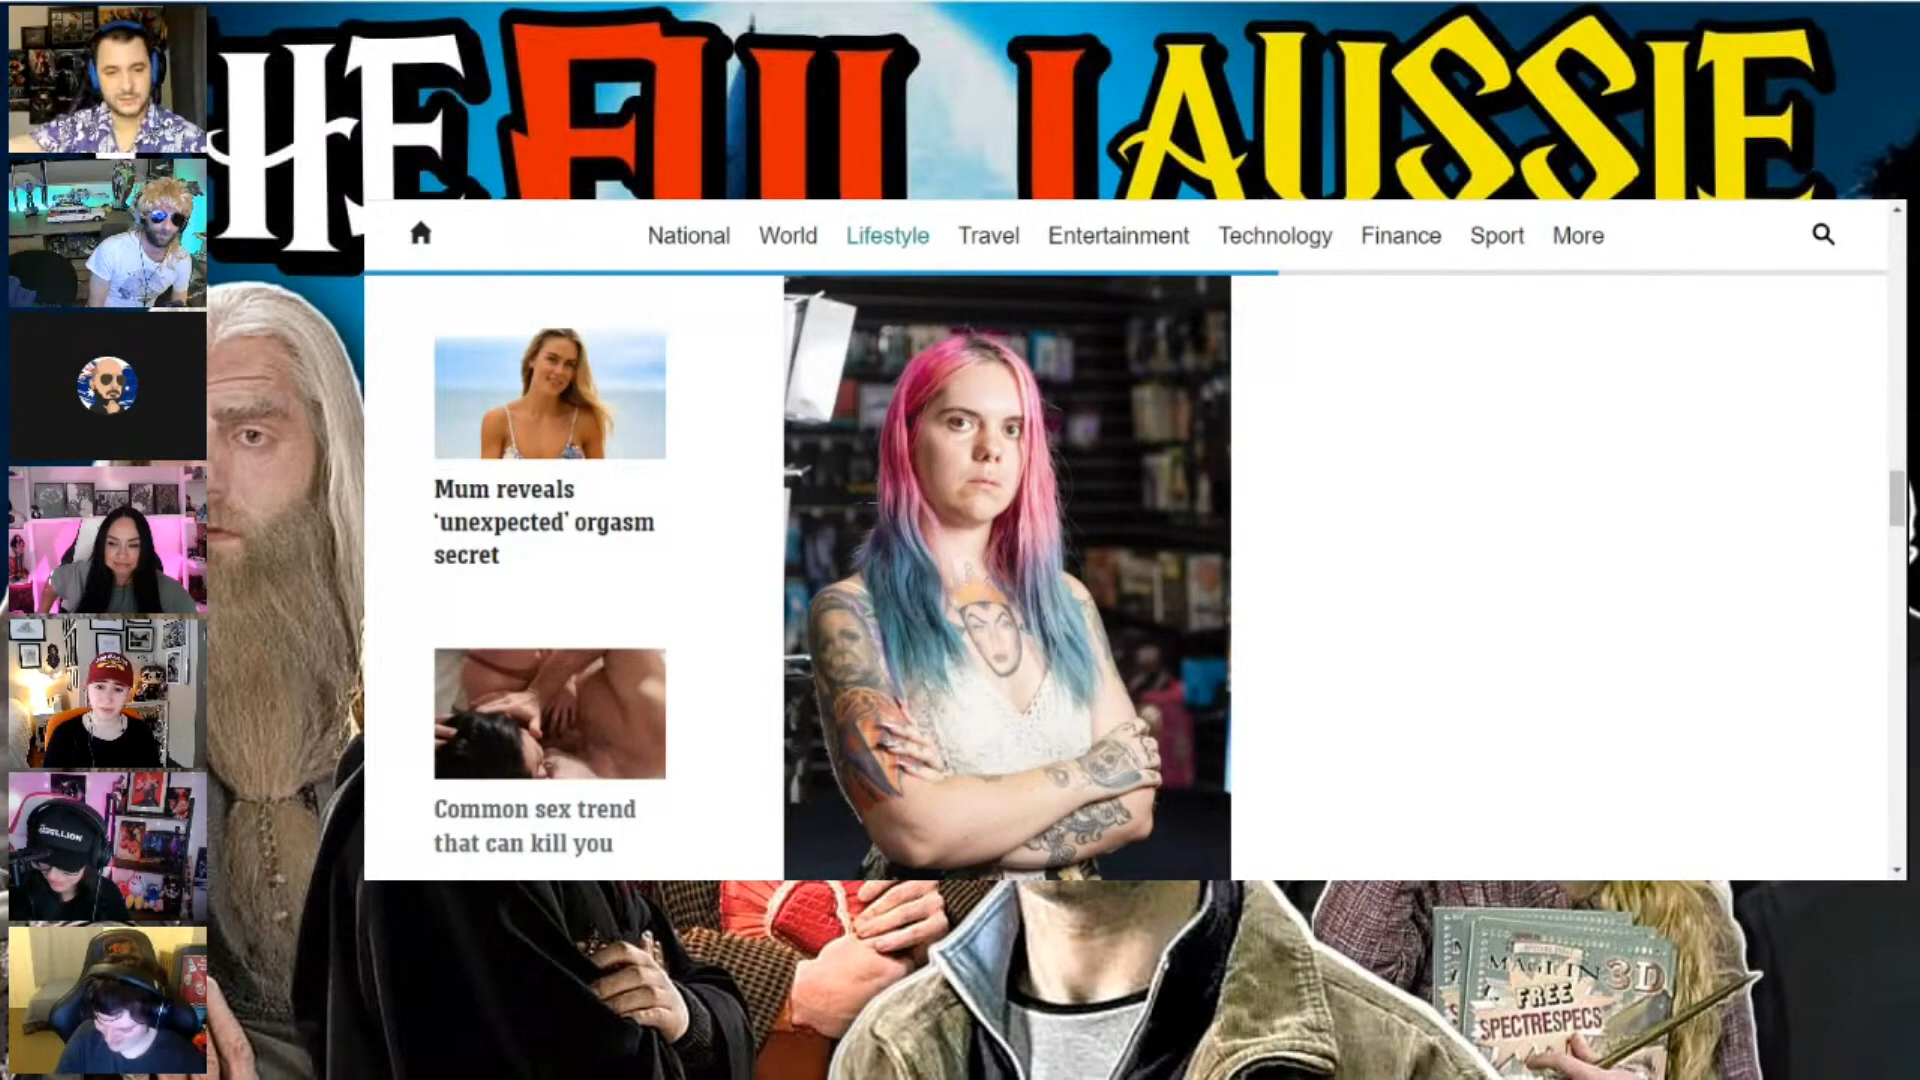 HE FULL AUSSIE
National World Lifestyle Travel Entertainment Technology Finance Sport More
Mum reveals
‘unexpected’ orgasm
secret
Common sex trend
that can kill you
3D
FREE
SPECTRESPECS